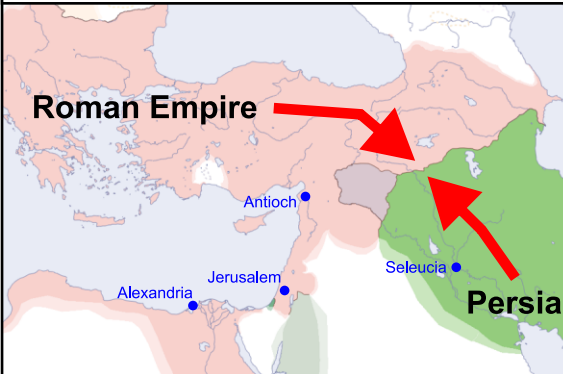 Roman Empire
Antioch
Seleucia
Jerusalem
Alexandria
Persia